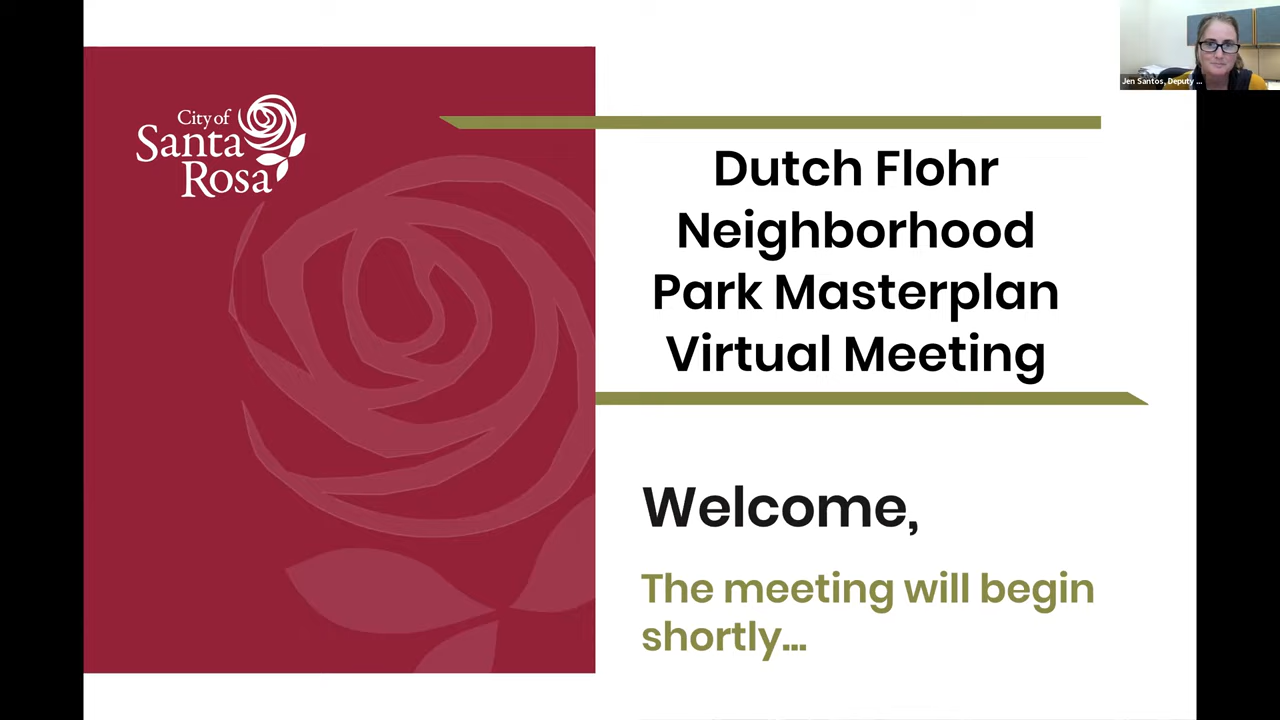 City of
Santa
Rosa
Dutch Flohr
Neighborhood
Park Masterplan
Virtual Meeting
Welcome,
The meeting will begin
shortly...
Jen Santos, Deputy ...